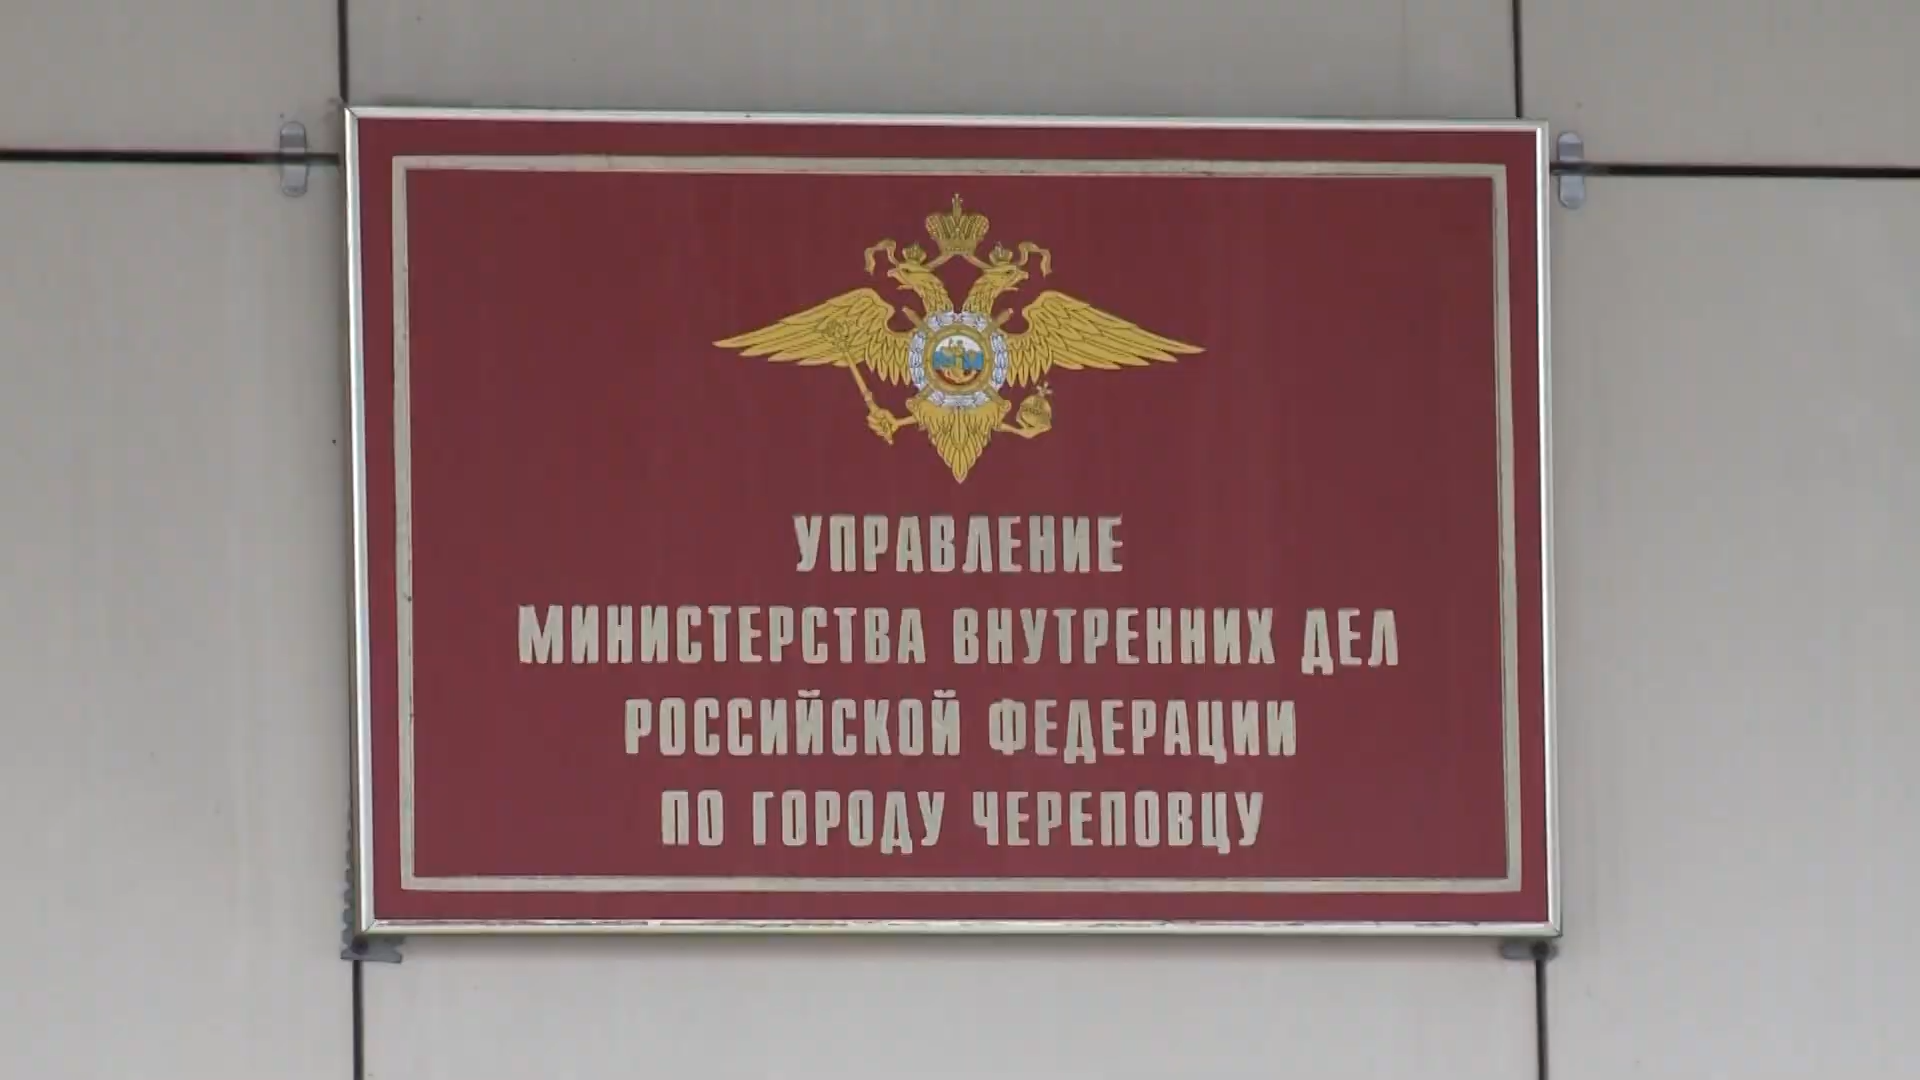 УПРАВЛЕНИЕ
МИНИСТЕРСТВА ВНУТРЕННИХ ДЕЛ
РОССИЙСКОЙ ФЕДЕРАЦИИ
ПО ГОРОДУ ЧЕРЕПОВЦУ